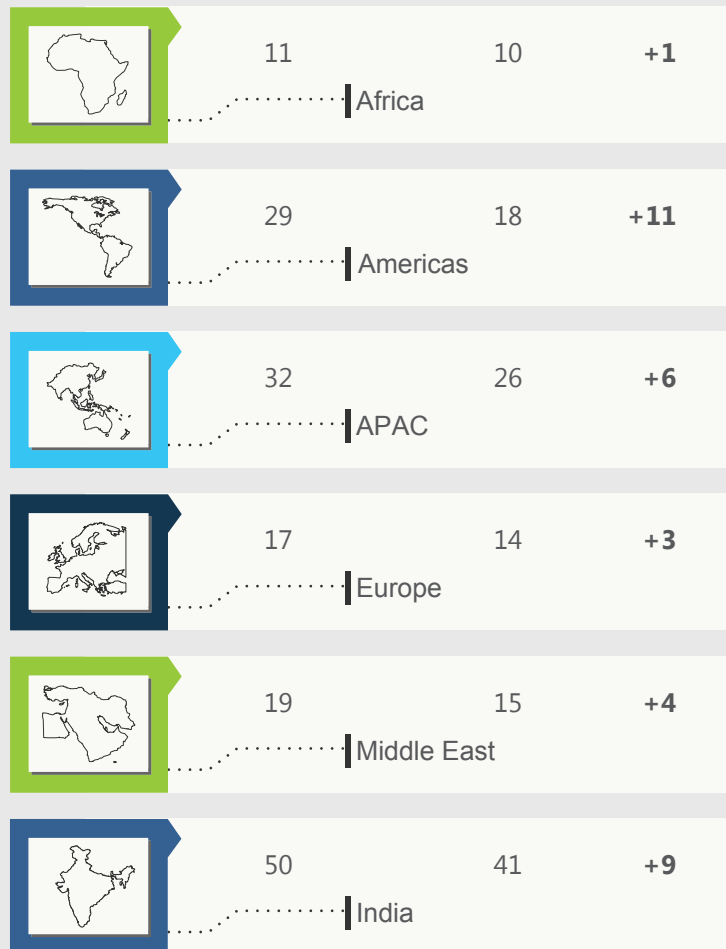 11 10 +1
Africa
29 18 +11
Americas
32 26 +6
APAC
17 14 +3
Europe
19 15 +4
Middle East
50 41 +9
India